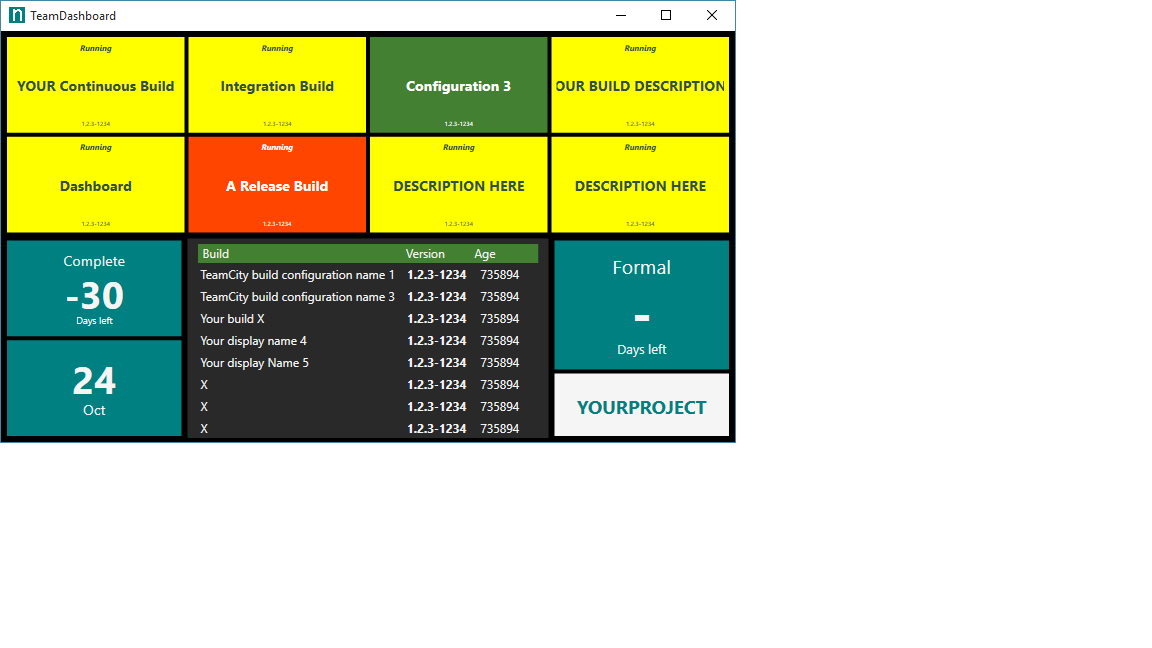 TeamDashboard
Running Running Running
YOUR Continuous Build Integration Build Configuration 3 OUR BUILD DESCRIPTION
1.2.3-1234 1.2.3-1234 1.2.3-1234 1.2.3-1234
Running Running Running Running
Dashboard A Release Build DESCRIPTION HERE DESCRIPTION HERE
1.2.3-1234 1.2.3-1234 1.2.3-1234 1.2.3-1234
Complete
-30
Days left
24
Oct
Build Version Age
TeamCity build configuration name 1 1.2.3-1234 735894
TeamCity build configuration name 3 1.2.3-1234 735894
Your build X 1.2.3-1234 735894
Your display name 4 1.2.3-1234 735894
Your display Name 5 1.2.3-1234 735894
X 1.2.3-1234 735894
X 1.2.3-1234 735894
X 1.2.3-1234 735894
Formal
-
Days left
YOURPROJECT